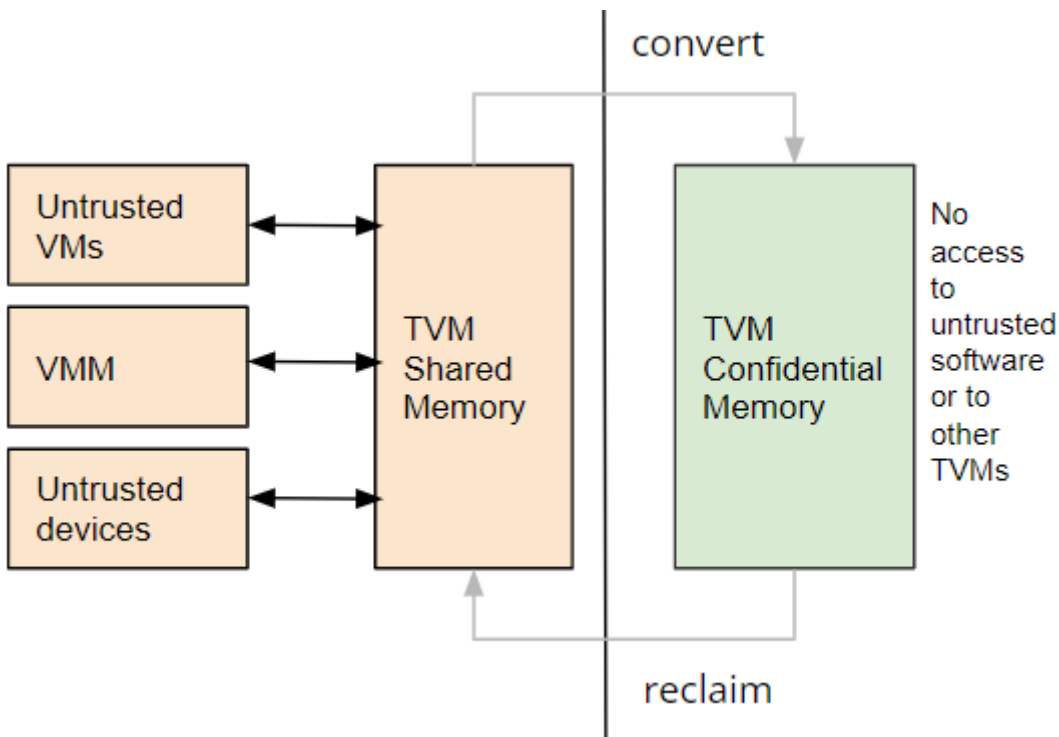 convert
Untrusted
VMs
VMM
Untrusted
devices
TVM
Shared
Memory
TVM
Confidential
Memory
No
access
to
untrusted
software
or to
other
TVMs
reclaim